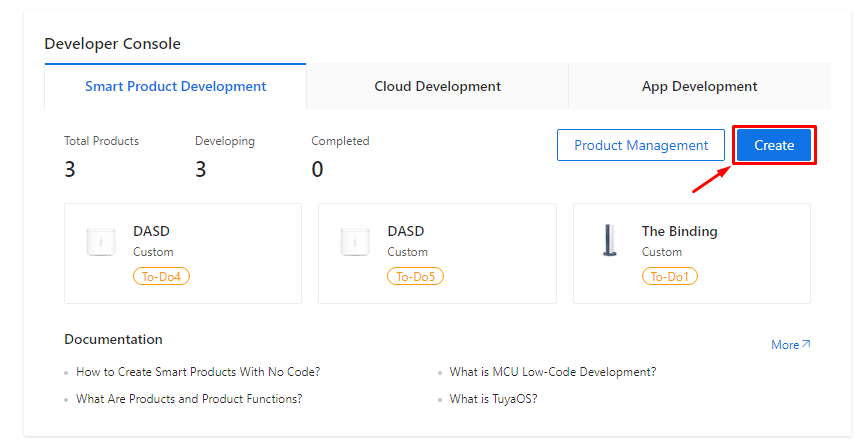 Developer Console
Smart Product Development
Cloud Development
App Development
Total Products
Developing
Completed
3
3
0
Product Management
Create
DASD
Custom
To-Do4
DASD
Custom
To-Do5
The Binding
Custom
To-Do1
Documentation
More
How to Create Smart Products With No Code?
What is MCU Low-Code Development?
What Are Products and Product Functions?
What is TuyaOS?